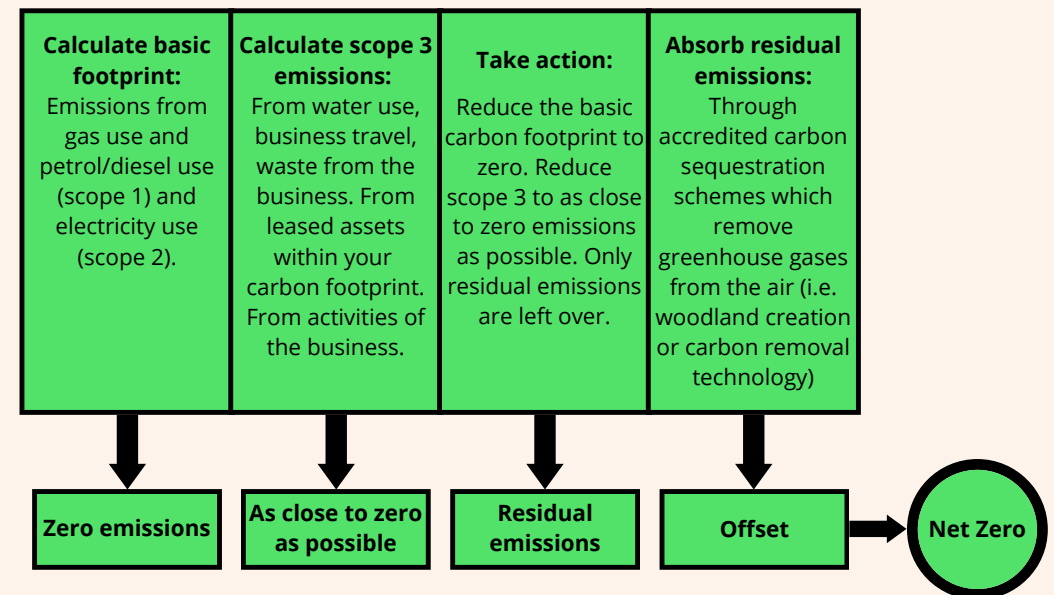 Calculate basic
footprint:
Emissions from
gas use and
petrol/diesel use
(scope 1) and
electricity use
(scope 2).
Calculate scope 3
emissions:
From water use,
business travel,
waste from the
business. From
leased assets
within your
carbon footprint.
From activities of
the business.
Take action:
Reduce the basic
carbon footprint to
zero. Reduce
scope 3 to as close
to zero emissions
as possible. Only
residual emissions
are left over.
Absorb residual
emissions:
Through
accredited carbon
sequestration
schemes which
remove
greenhouse gases
from the air (i.e.
woodland creation
or carbon removal
technology)
Zero emissions
As close to zero
as possible
Residual
emissions
Offset
Net Zero